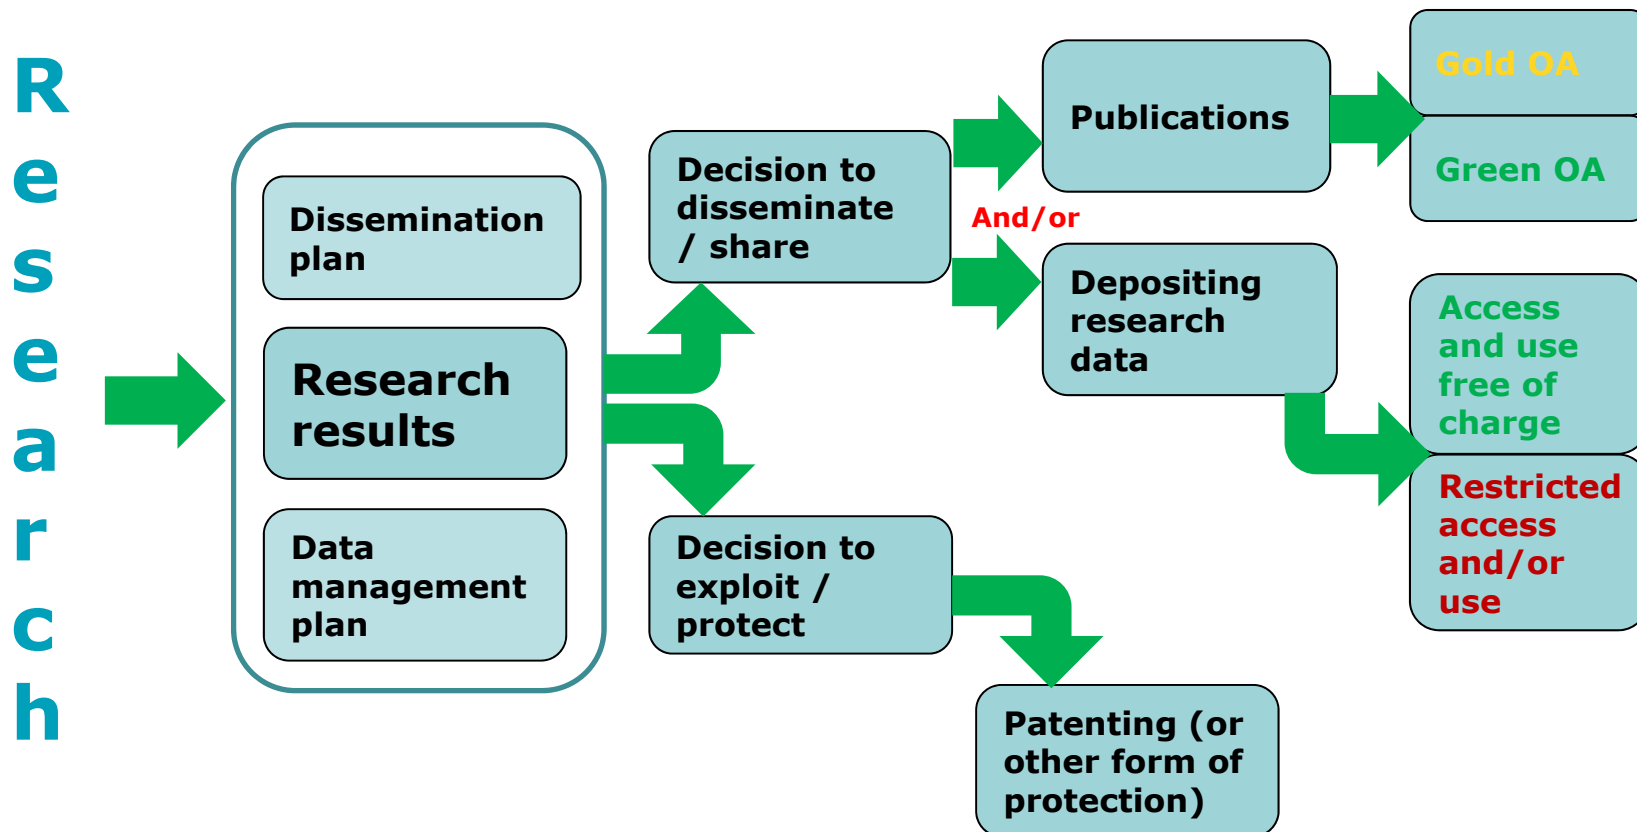 Research
Dissemination
plan
Research
results
Data
management
plan
Decision to
disseminate
/ share
Decision to
exploit /
protect
And/or
Publications
Depositing
research
data
Patenting (or
other form of
protection)
Gold OA
Green OA
Access
and use
free of
charge
Restricted
access
and/or
use